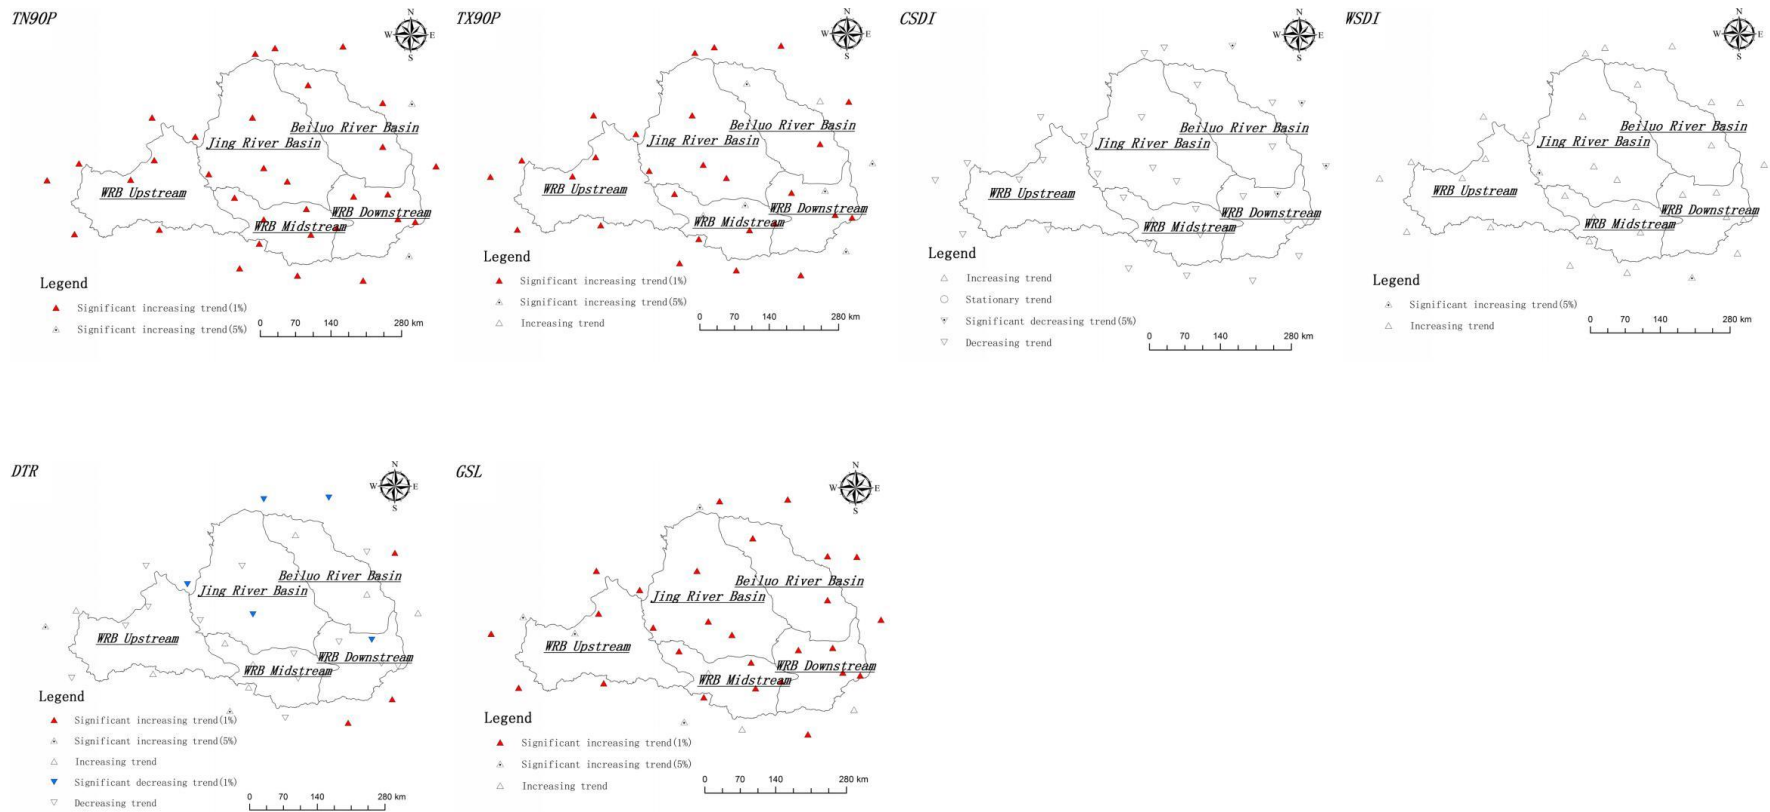 TN90P
N
W E
S
Beiluo River Basin
Jing River Basin
WRB Upstream
WRB Downstream
WRB Midstream
Legend
Significant increasing trend(1%)
Significant increasing trend(5%)
0 70 140 280 km
TX90P
N
W E
S
Beiluo River Basin
Jing River Basin
WRB Upstream
WRB Downstream
WRB Midstream
Legend
Significant increasing trend(1%)
Significant increasing trend(5%)
Increasing trend
0 70 140 280 km
CSDI
N
W E
S
Beiluo River Basin
Jing River Basin
WRB Upstream
WRB Downstream
WRB Midstream
Legend
Increasing trend
Stationary trend
Significant decreasing trend(5%)
Decreasing trend
0 70 140 280 km
WSDI
N
W E
S
Beiluo River Basin
Jing River Basin
WRB Upstream
WRB Downstream
WRB Midstream
Legend
Significant increasing trend(5%)
Increasing trend
0 70 140 280 km
DTR
N
W E
S
Beiluo River Basin
Jing River Basin
WRB Upstream
WRB Downstream
WRB Midstream
Legend
Significant increasing trend(1%)
Significant increasing trend(5%)
Increasing trend
Significant decreasing trend(1%)
Decreasing trend
0 70 140 280 km
GSL
N
W E
S
Beiluo River Basin
Jing River Basin
WRB Upstream
WRB Downstream
WRB Midstream
Legend
Significant increasing trend(1%)
Significant increasing trend(5%)
Increasing trend
0 70 140 280 km